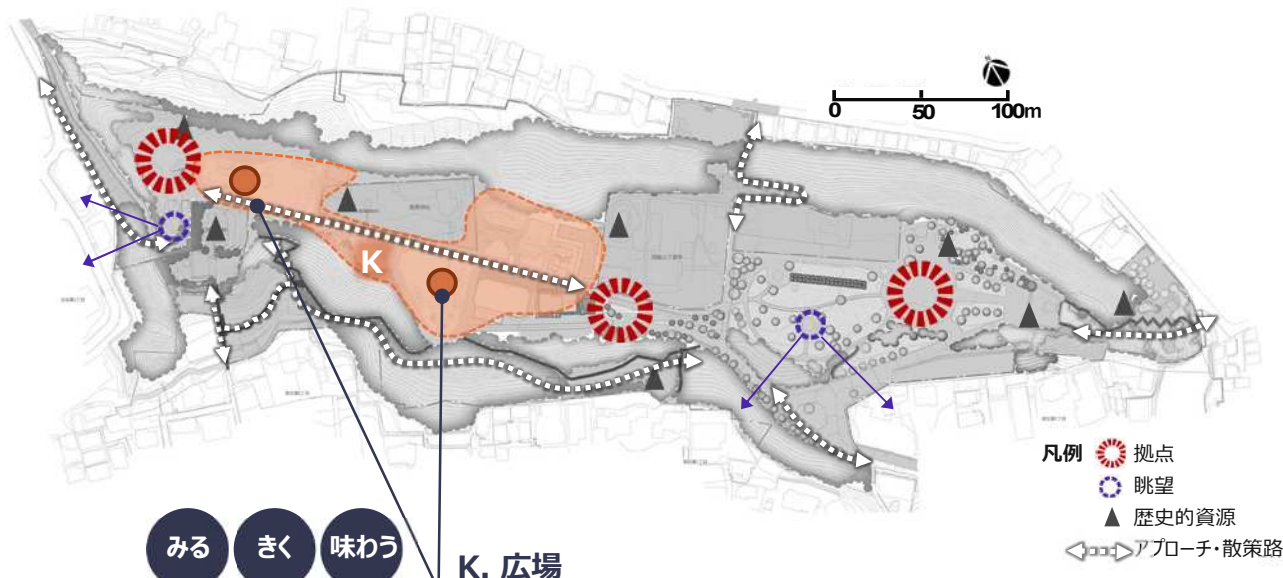 0 50 100m
K
凡例
拠点
眺望
歴史的資源
アプローチ・散策路
みる きく 味わう
K. 広場